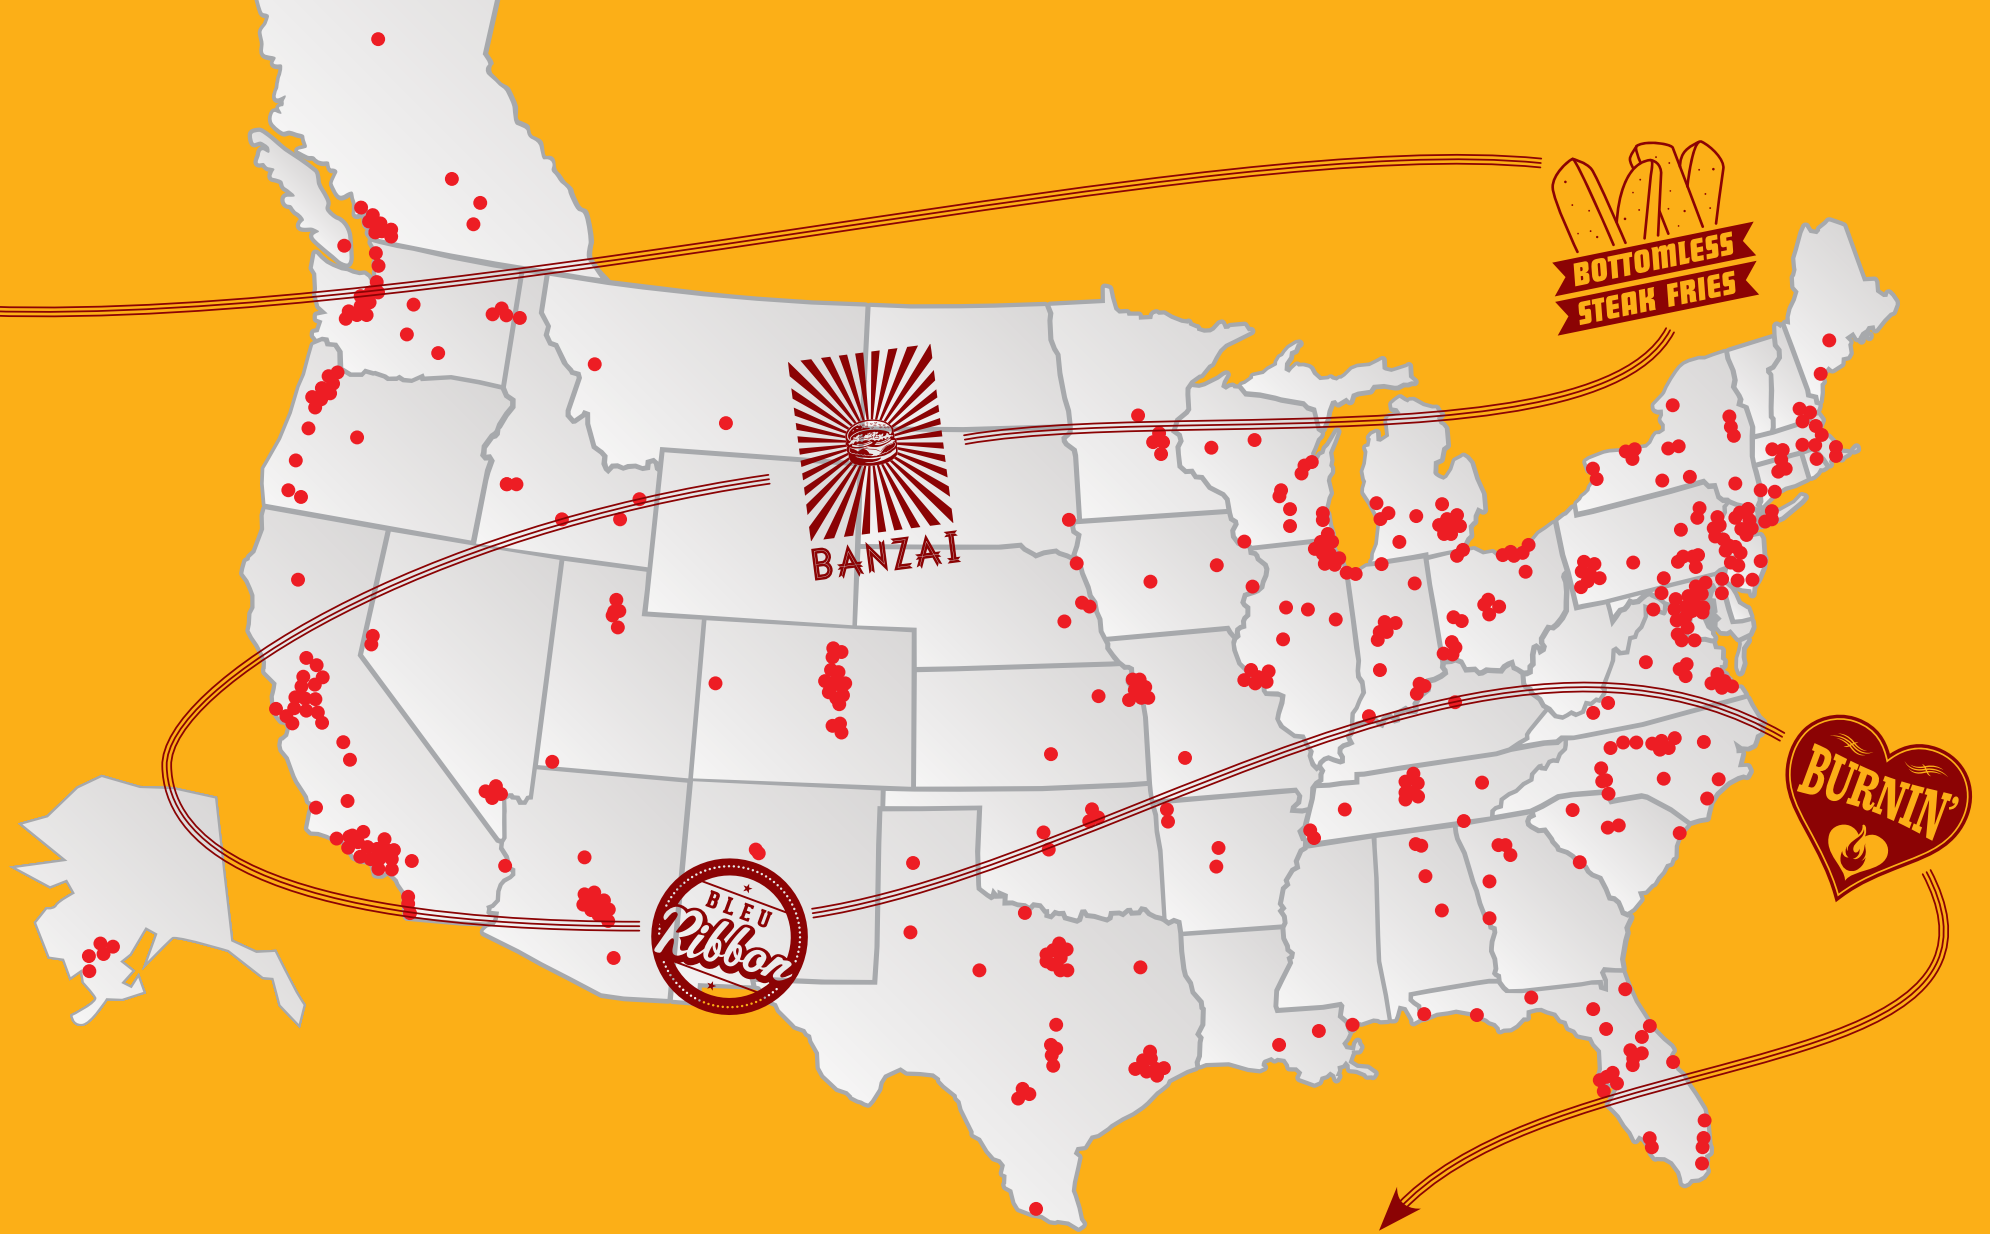 BOTTOMLESS
STEAK FRIES
BANZAI
BURNIN'
BLEU
Ribbon